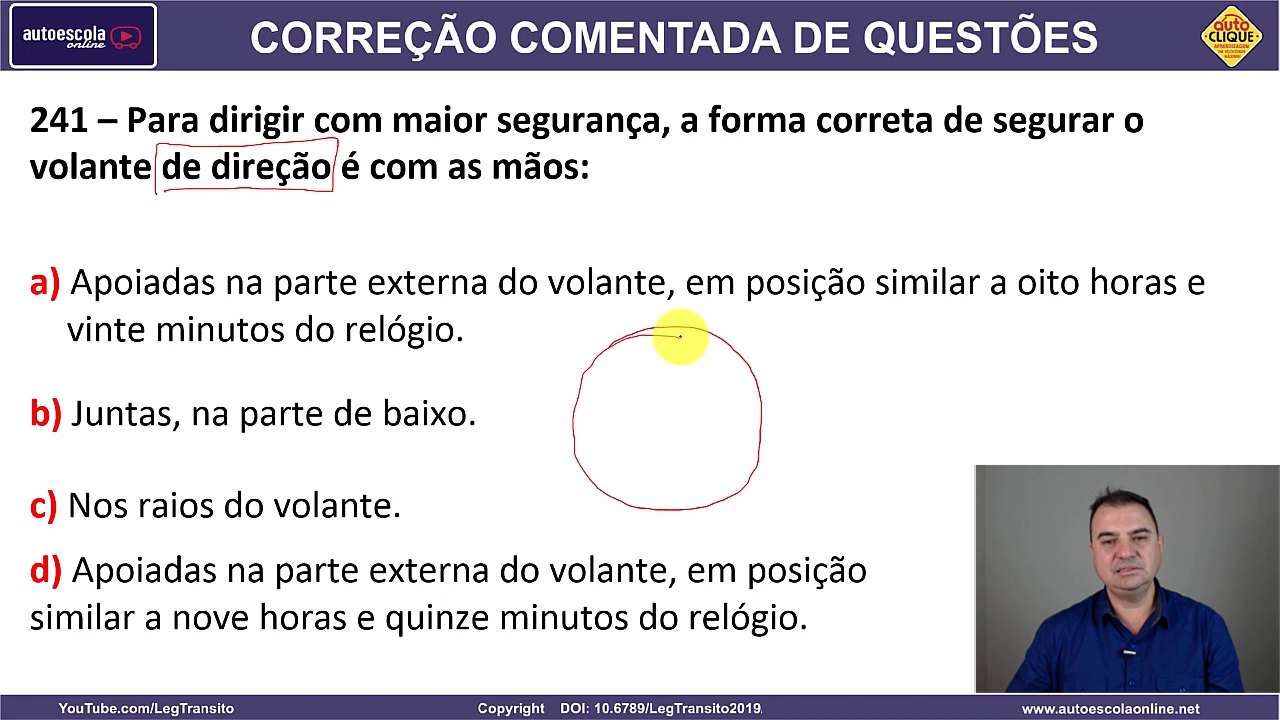 autoescola
online
CORREÇÃO COMENTADA DE QUESTÕES
auto
CLIQUE
241 – Para dirigir com maior segurança, a forma correta de segurar o
volante de direção é com as mãos:
a) Apoiadas na parte externa do volante, em posição similar a oito horas e
vinte minutos do relógio.
b) Juntas, na parte de baixo.
c) Nos raios do volante.
d) Apoiadas na parte externa do volante, em posição
similar a nove horas e quinze minutos do relógio.
YouTube.com/LegTransito
Copyright DOI: 10.6789/LegTransito2019
www.autoescolaonline.net